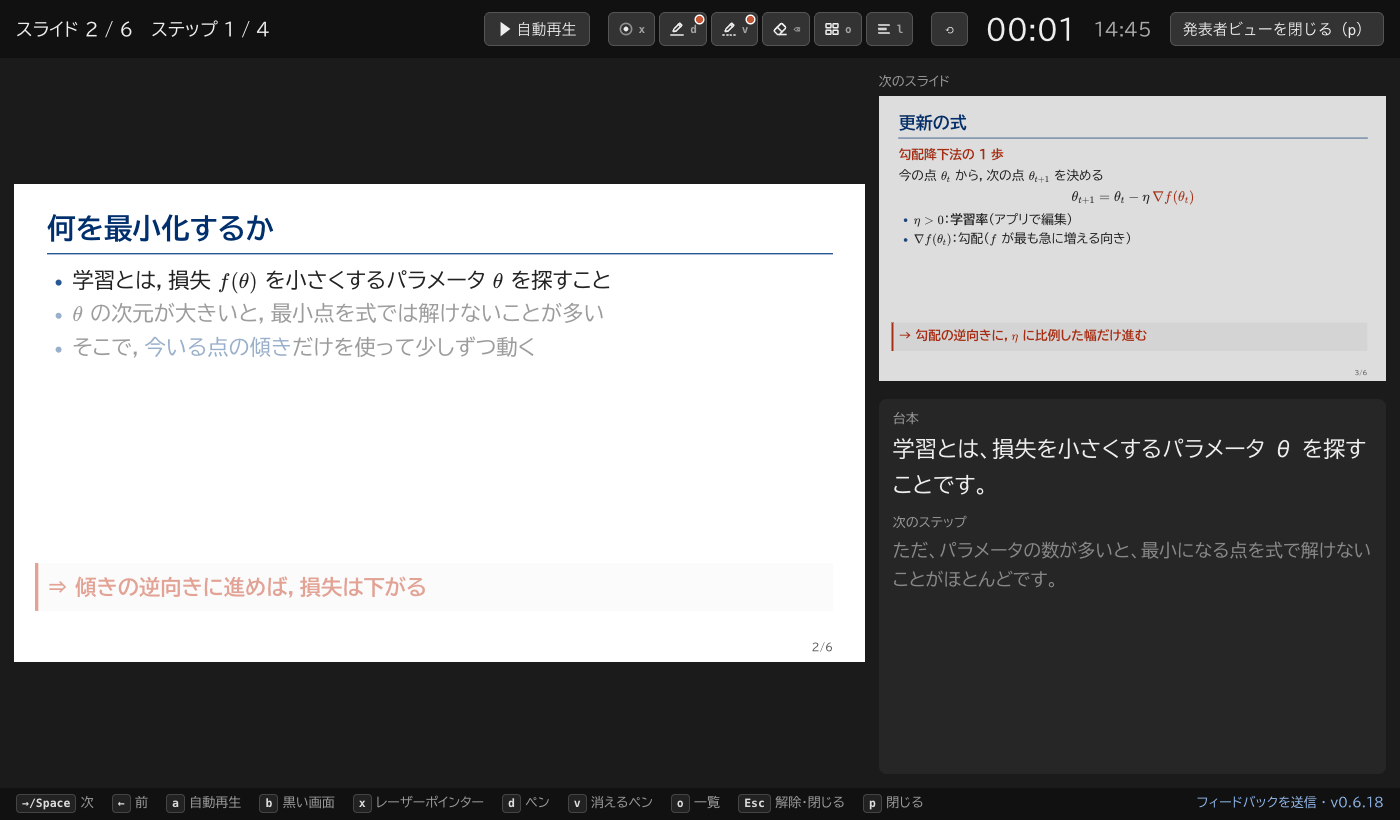 スライド 2 / 6 ステップ 1 / 4
▶ 自動再生
x
d
v
⌫
o
l
⟲
00:01
14:45
発表者ビューを閉じる (p)
何を最小化するか
• 学習とは, 損失 f(θ) を小さくするパラメータ θ を探すこと
• θ の次元が大きいと, 最小点を式では解けないことが多い
• そこで, 今いる点の傾きだけを使って少しずつ動く
⇒ 傾きの逆向きに進めば, 損失は下がる
2/6
次のスライド
更新の式
勾配降下法の 1 歩
今の点 θₜ から, 次の点 θₜ₊₁ を決める
θₜ₊₁ = θₜ − η ∇f(θₜ)
• η > 0：学習率（アプリで編集）
• ∇f(θₜ)：勾配（f が最も急に増える向き）
→ 勾配の逆向きに, η に比例した幅だけ進む
3/6
台本
学習とは、損失を小さくするパラメータ θ を探す
ことです。
次のステップ
ただ、パラメータの数が多いと、最小になる点を式で解けない
ことがほとんどです。
→/Space 次 ← 前 a 自動再生 b 黒い画面 x レーザーポインター d ペン v 消えるペン o 一覧 Esc 解除・閉じる p 閉じる
フィードバックを送信・v0.6.18